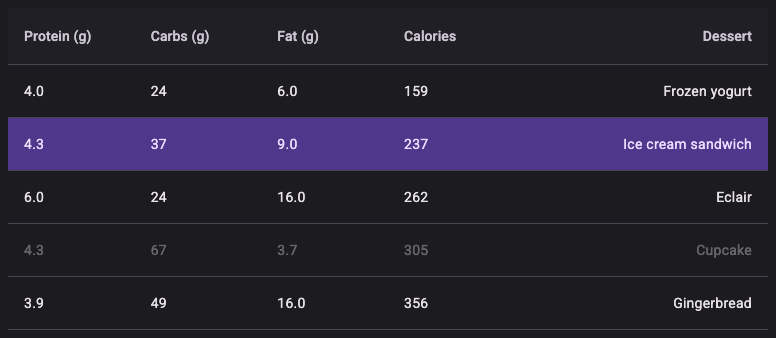 Protein (g) Carbs (g) Fat (g) Calories Dessert
4.0 24 6.0 159 Frozen yogurt
4.3 37 9.0 237 Ice cream sandwich
6.0 24 16.0 262 Eclair
4.3 67 3.7 305 Cupcake
3.9 49 16.0 356 Gingerbread